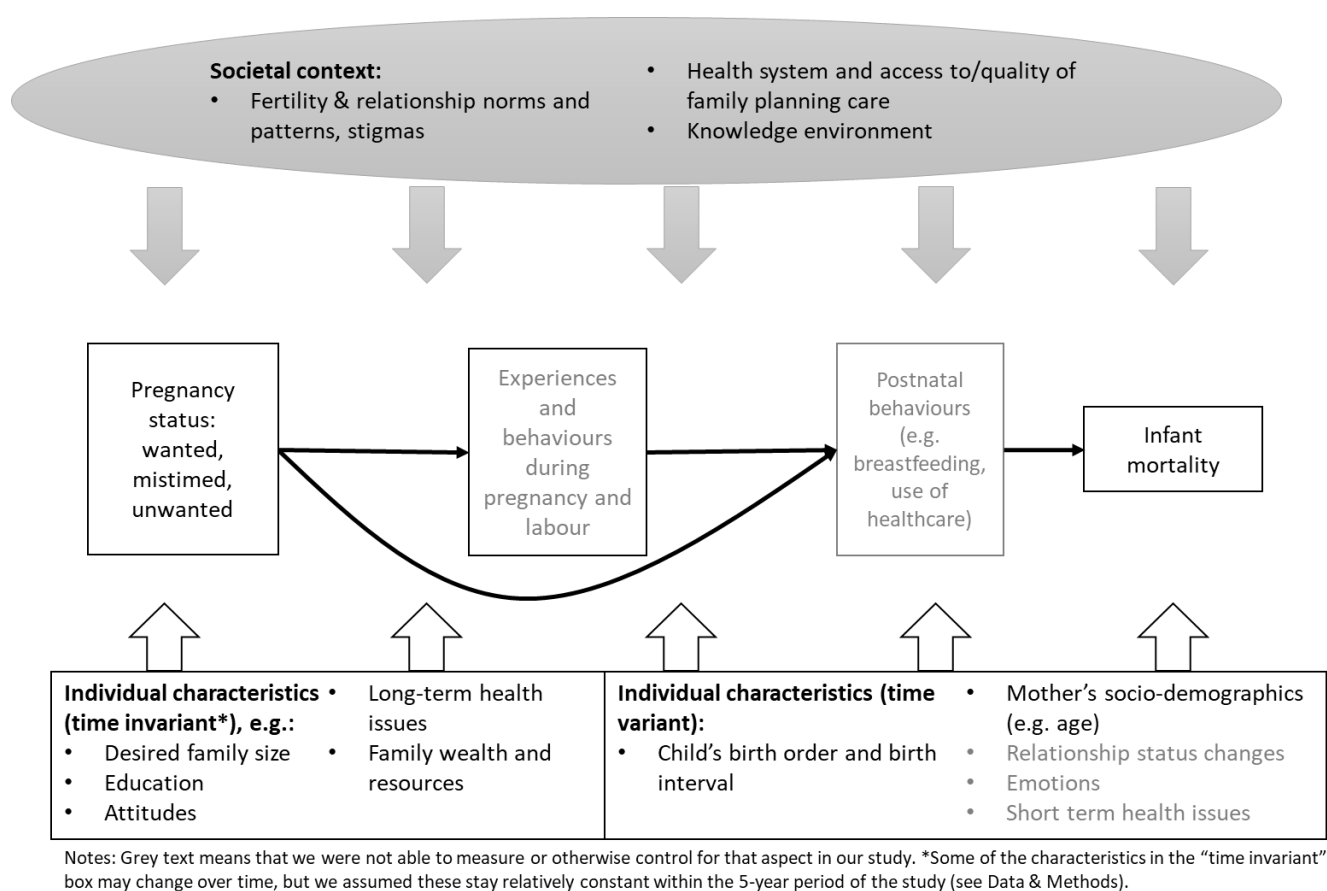 Societal context:
• Fertility & relationship norms and
patterns, stigmas
• Health system and access to/quality of
family planning care
• Knowledge environment
Pregnancy
status:
wanted,
mistimed,
unwanted
Experiences
and
behaviours
during
pregnancy and
labour
Postnatal
behaviours
(e.g.
breastfeeding,
use of
healthcare)
Infant
mortality
Individual characteristics
(time invariant*), e.g.:
• Desired family size
• Education
• Attitudes
• Long-term health
issues
• Family wealth and
resources
Individual characteristics (time
variant):
• Child’s birth order and birth
interval
• Mother’s socio-demographics
(e.g. age)
• Relationship status changes
• Emotions
• Short term health issues
Notes: Grey text means that we were not able to measure or otherwise control for that aspect in our study. *Some of the characteristics in the “time invariant”
box may change over time, but we assumed these stay relatively constant within the 5-year period of the study (see Data & Methods).